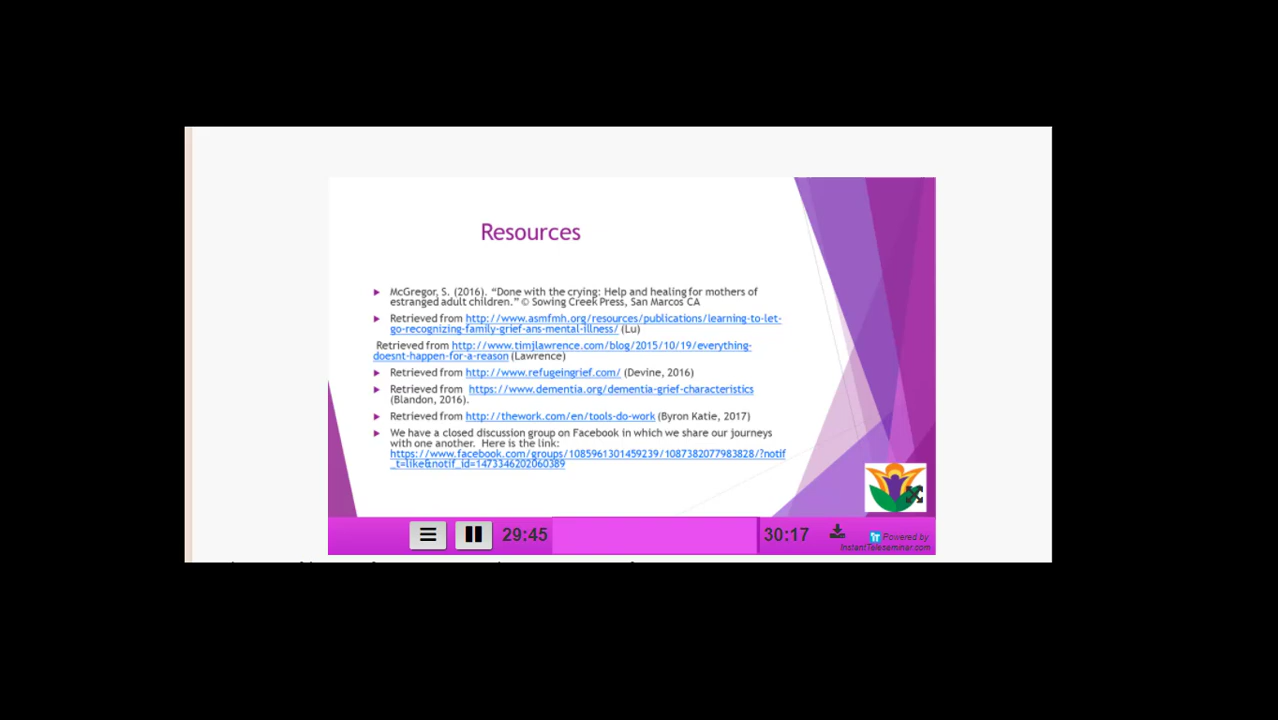 Resources
McGregor, S. (2016). “Done with the crying: Help and healing for mothers of
estranged adult children.” © Sowing Creek Press, San Marcos CA
Retrieved from http://www.asmfmh.org/resources/publications/learning-to-let-
go-recognizing-family-grief-ans-mental-illness/ (Lu)
Retrieved from http://www.timjlawrence.com/blog/2015/10/19/everything-
doesnt-happen-for-a-reason (Lawrence)
Retrieved from http://www.refugeingrief.com/ (Devine, 2016)
Retrieved from https://www.dementia.org/dementia-grief-characteristics
(Blandon, 2016).
Retrieved from http://thework.com/en/tools-do-work (Byron Katie, 2017)
We have a closed discussion group on Facebook in which we share our journeys
with one another. Here is the link:
https://www.facebook.com/groups/1085961301459239/1087382077983828/?notif
_t=like&notif_id=1473346202060389
29:45
30:17
Powered by
InstantTeleseminar.com